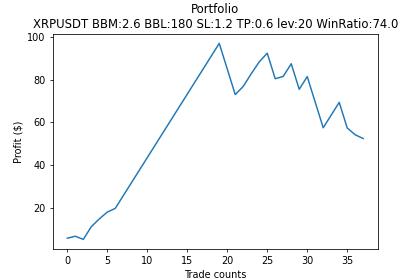 Portfolio
XRPUSDT BBM:2.6 BBL:180 SL:1.2 TP:0.6 lev:20 WinRatio:74.0
100
80
60
40
20
Profit ($)
0 5 10 15 20 25 30 35
Trade counts